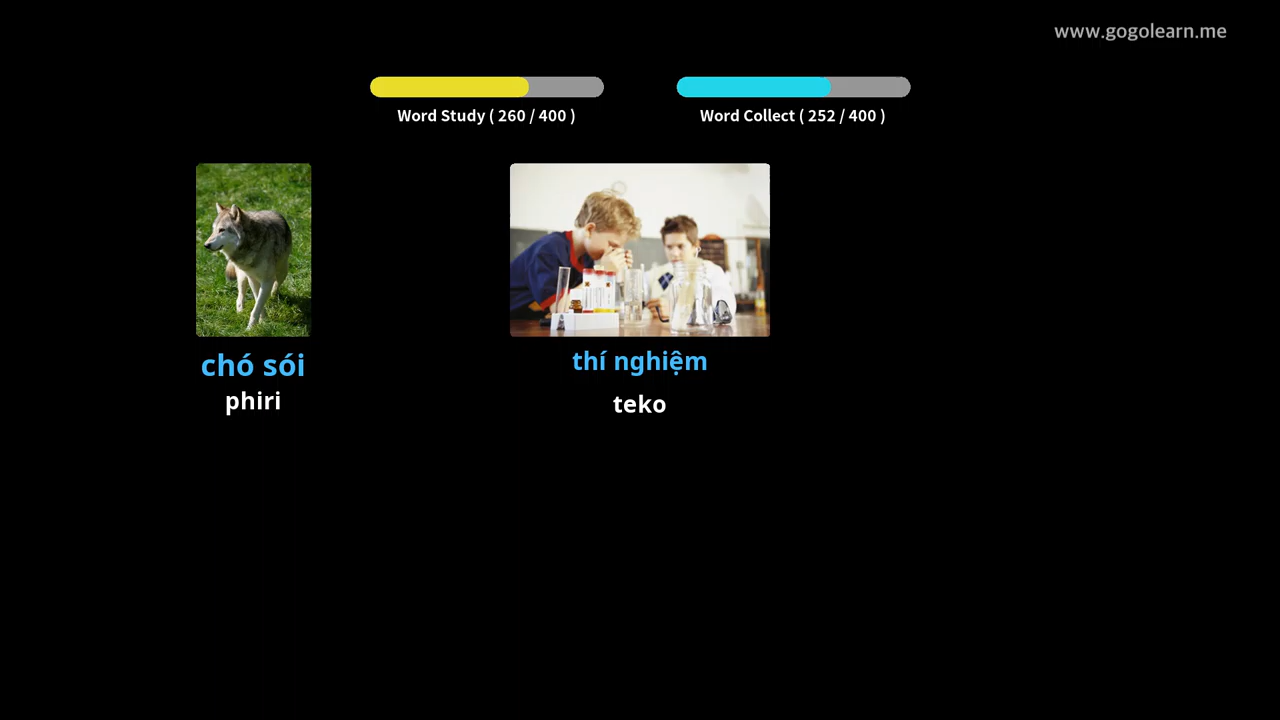 www.gogolearn.me
Word Study ( 260 / 400 )
Word Collect ( 252 / 400 )
chó sói
phiri
thí nghiệm
teko